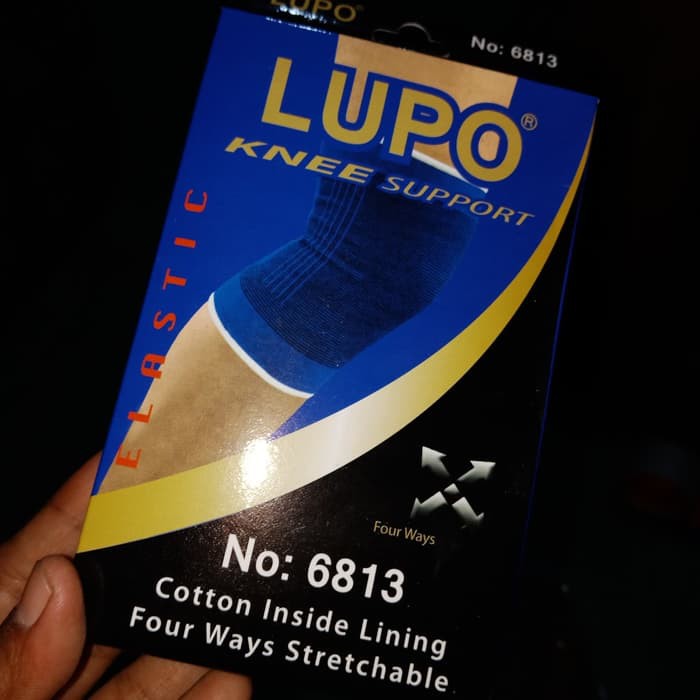 LUPO
No: 6813
LUPO®
KNEE SUPPORT
ELASTIC
Four Ways
No: 6813
Cotton Inside Lining
Four Ways Stretchable